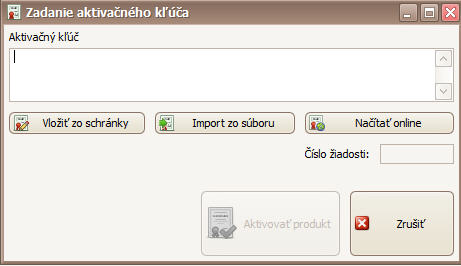 Zadanie aktivačného kľúča
Aktivačný kľúč
Vložiť zo schránky
Import zo súboru
Načítať online
Číslo žiadosti:
Aktivovať produkt
Zrušiť